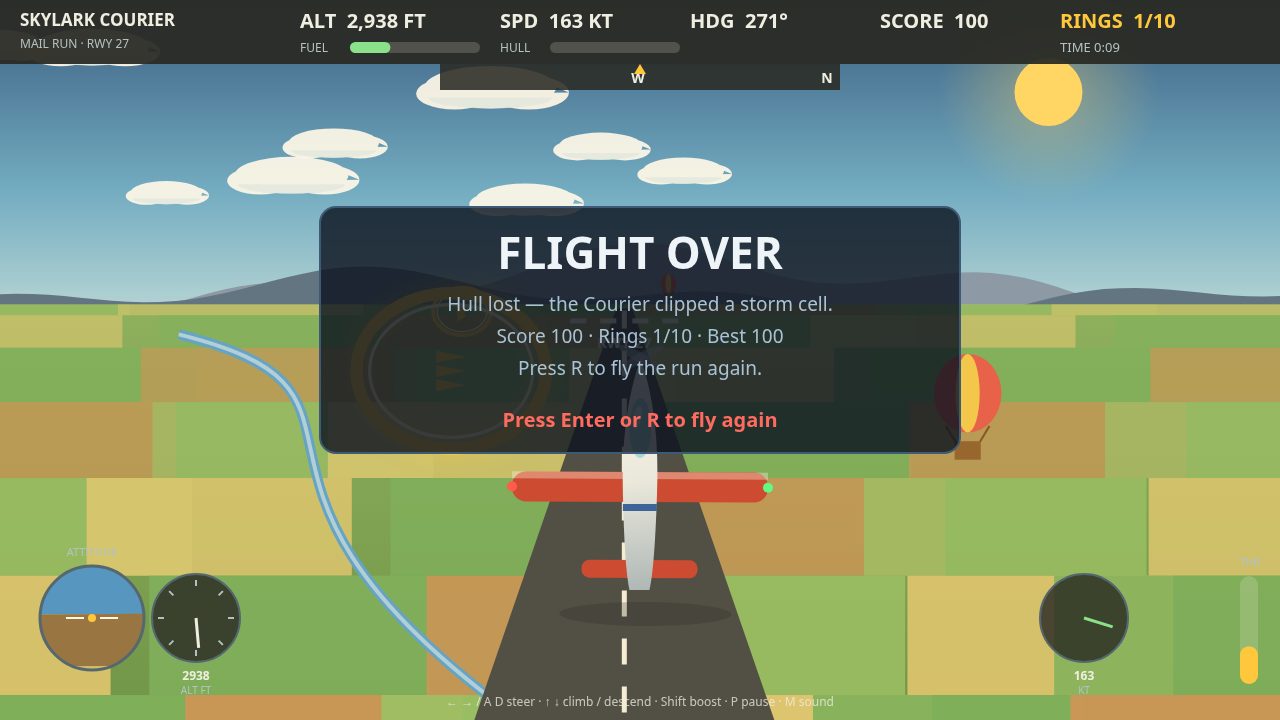 SKYLARK COURIER
MAIL RUN · RWY 27
ALT 2,938 FT
SPD 163 KT
HDG 271°
SCORE 100
RINGS 1/10
FUEL
HULL
TIME 0:09
W
N
FLIGHT OVER
Hull lost — the Courier clipped a storm cell.
Score 100 · Rings 1/10 · Best 100
Press R to fly the run again.
Press Enter or R to fly again
2938
ALT FT
163
KT
← → / A D steer · ↑ ↓ climb / descend · Shift boost · P pause · M sound